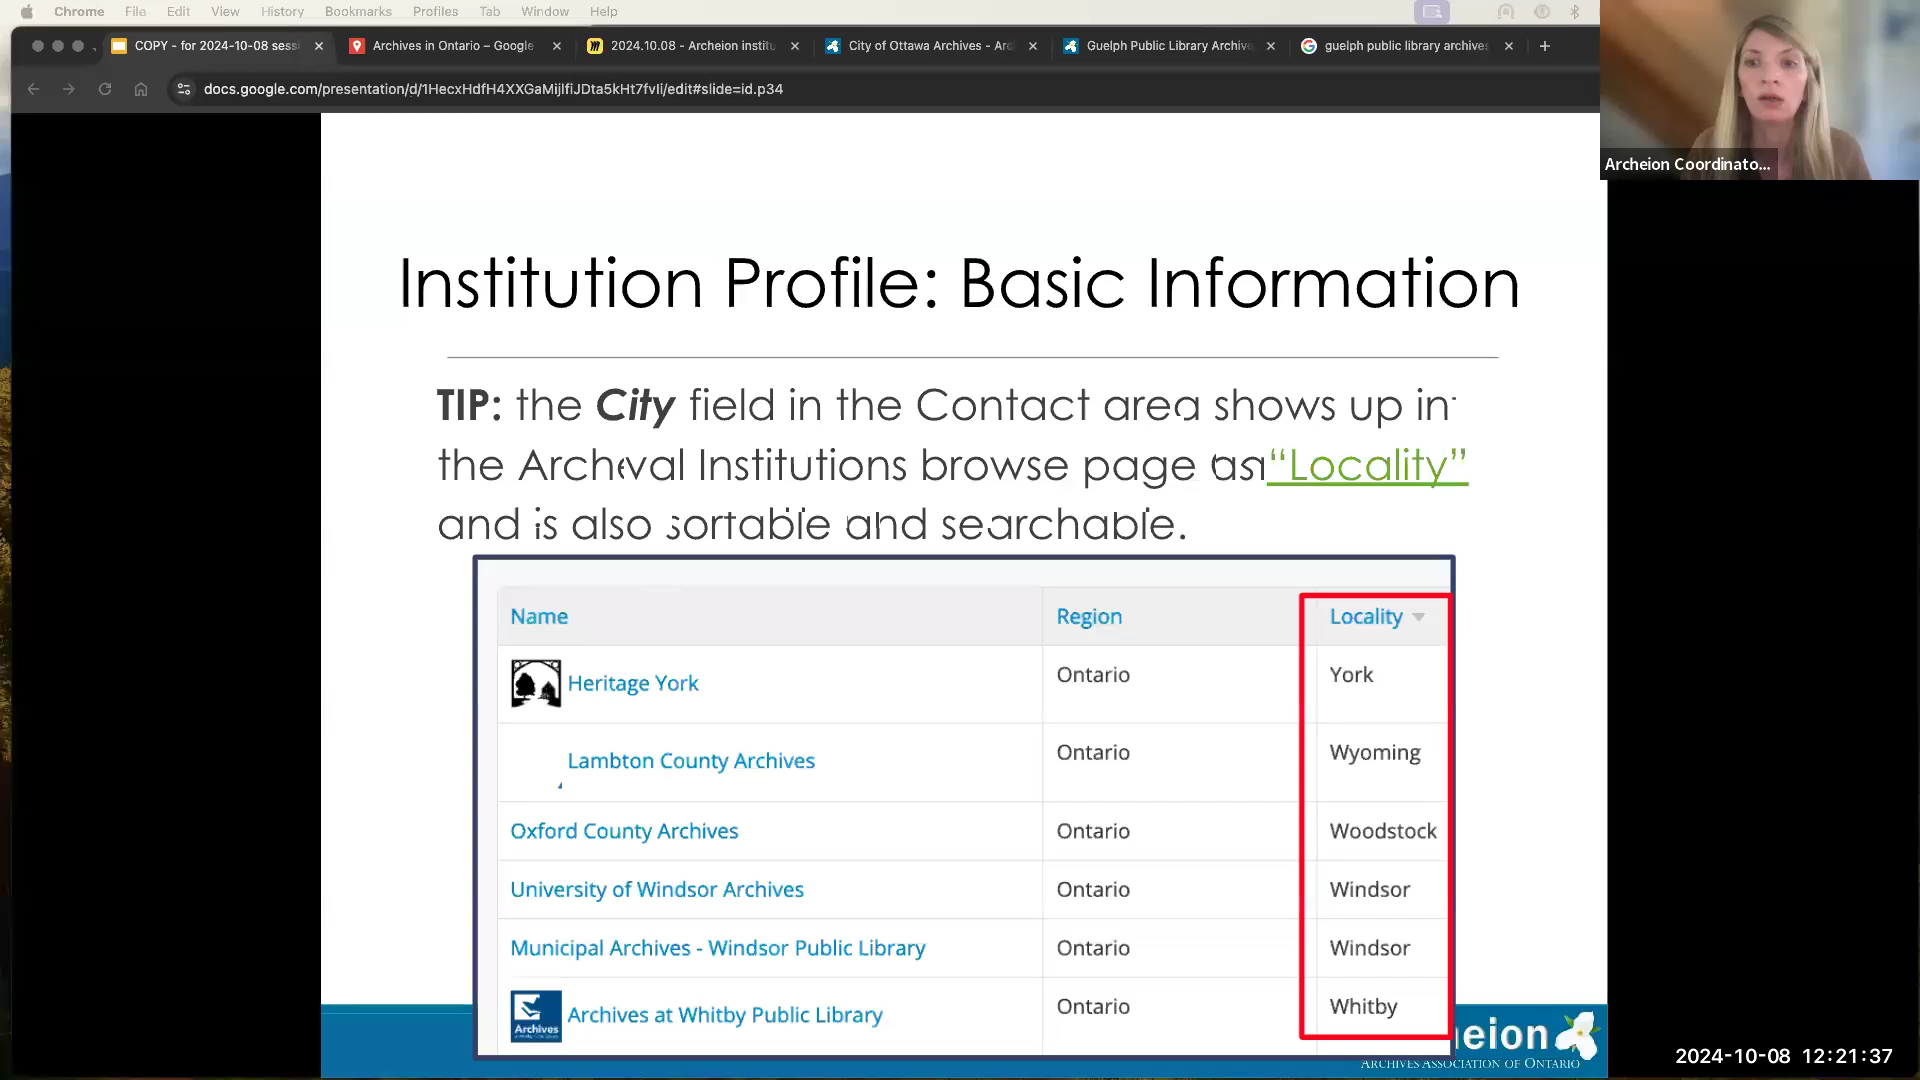 Chrome File Edit View History Bookmarks Profiles Tab Window Help
COPY - for 2024-10-08 sessi
Archives in Ontario – Google
2024.10.08 - Archeion institu
City of Ottawa Archives - Arc
Guelph Public Library Archive
guelph public library archives
docs.google.com/presentation/d/1HecxHdfH4XXGaMijlfiJDta5kHt7fvIi/edit#slide=id.p34
Archeion Coordinato...
Institution Profile: Basic Information
TIP: the City field in the Contact area shows up in
the Archival Institutions browse page as “Locality”
and is also sortable and searchable.
Name Region Locality
Heritage York Ontario York
Lambton County Archives Ontario Wyoming
Oxford County Archives Ontario Woodstock
University of Windsor Archives Ontario Windsor
Municipal Archives - Windsor Public Library Ontario Windsor
Archives
Archives at Whitby Public Library Ontario Whitby
heion
ARCHIVES ASSOCIATION OF ONTARIO
2024-10-08 12:21:37